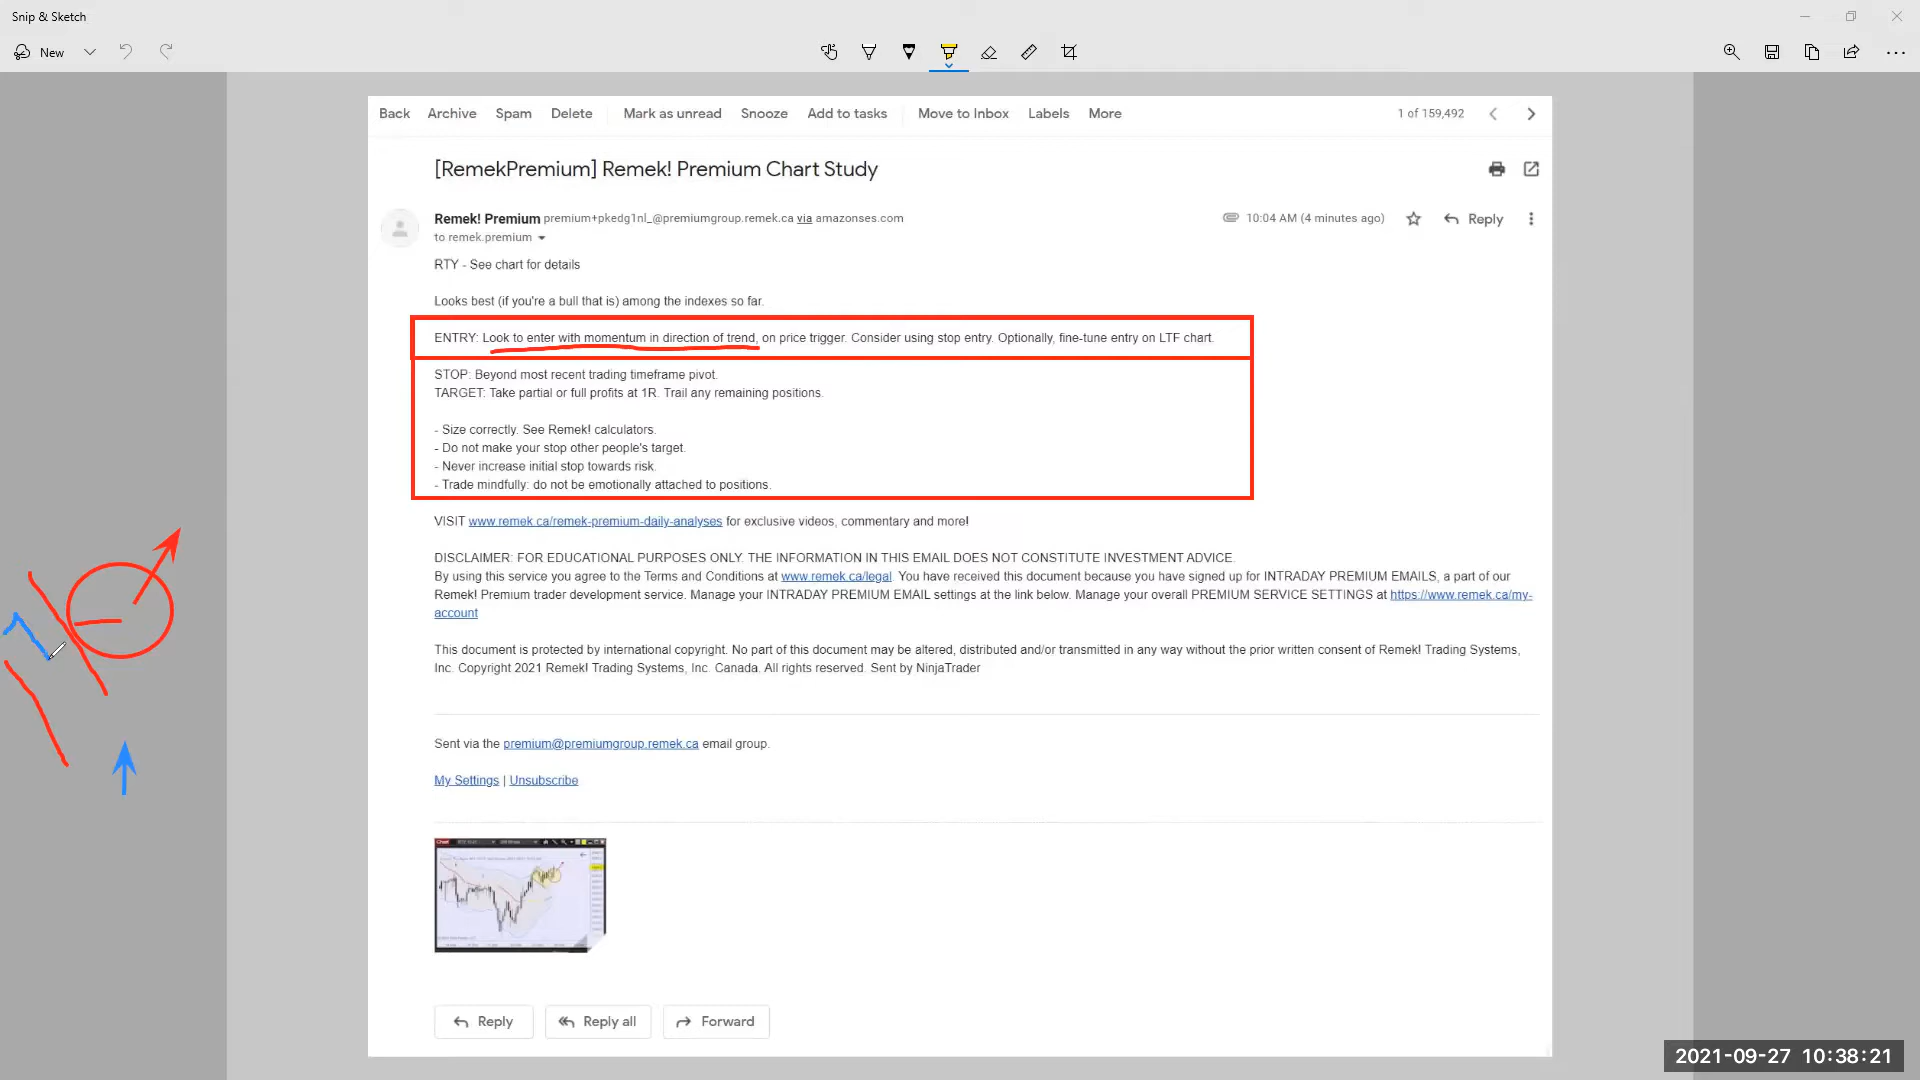 Snip & Sketch
New
Back Archive Spam Delete Mark as unread Snooze Add to tasks Move to Inbox Labels More 1 of 159,492
[RemekPremium] Remek! Premium Chart Study
Remek! Premium premium+pkedg1nl_@premiumgroup.remek.ca via amazonses.com 10:04 AM (4 minutes ago) Reply
to remek.premium
RTY - See chart for details
Looks best (if you're a bull that is) among the indexes so far.
ENTRY: Look to enter with momentum in direction of trend, on price trigger. Consider using stop entry. Optionally, fine-tune entry on LTF chart.
STOP: Beyond most recent trading timeframe pivot.
TARGET: Take partial or full profits at 1R. Trail any remaining positions.
- Size correctly. See Remek! calculators.
- Do not make your stop other people's target.
- Never increase initial stop towards risk.
- Trade mindfully: do not be emotionally attached to positions.
VISIT www.remek.ca/remek-premium-daily-analyses for exclusive videos, commentary and more!
DISCLAIMER: FOR EDUCATIONAL PURPOSES ONLY. THE INFORMATION IN THIS EMAIL DOES NOT CONSTITUTE INVESTMENT ADVICE.
By using this service you agree to the Terms and Conditions at www.remek.ca/legal. You have received this document because you have signed up for INTRADAY PREMIUM EMAILS, a part of our
Remek! Premium trader development service. Manage your INTRADAY PREMIUM EMAIL settings at the link below. Manage your overall PREMIUM SERVICE SETTINGS at https://www.remek.ca/my-
account
This document is protected by international copyright. No part of this document may be altered, distributed and/or transmitted in any way without the prior written consent of Remek! Trading Systems,
Inc. Copyright 2021 Remek! Trading Systems, Inc. Canada. All rights reserved. Sent by NinjaTrader
Sent via the premium@premiumgroup.remek.ca email group.
My Settings | Unsubscribe
Reply Reply all Forward
2021-09-27 10:38:21